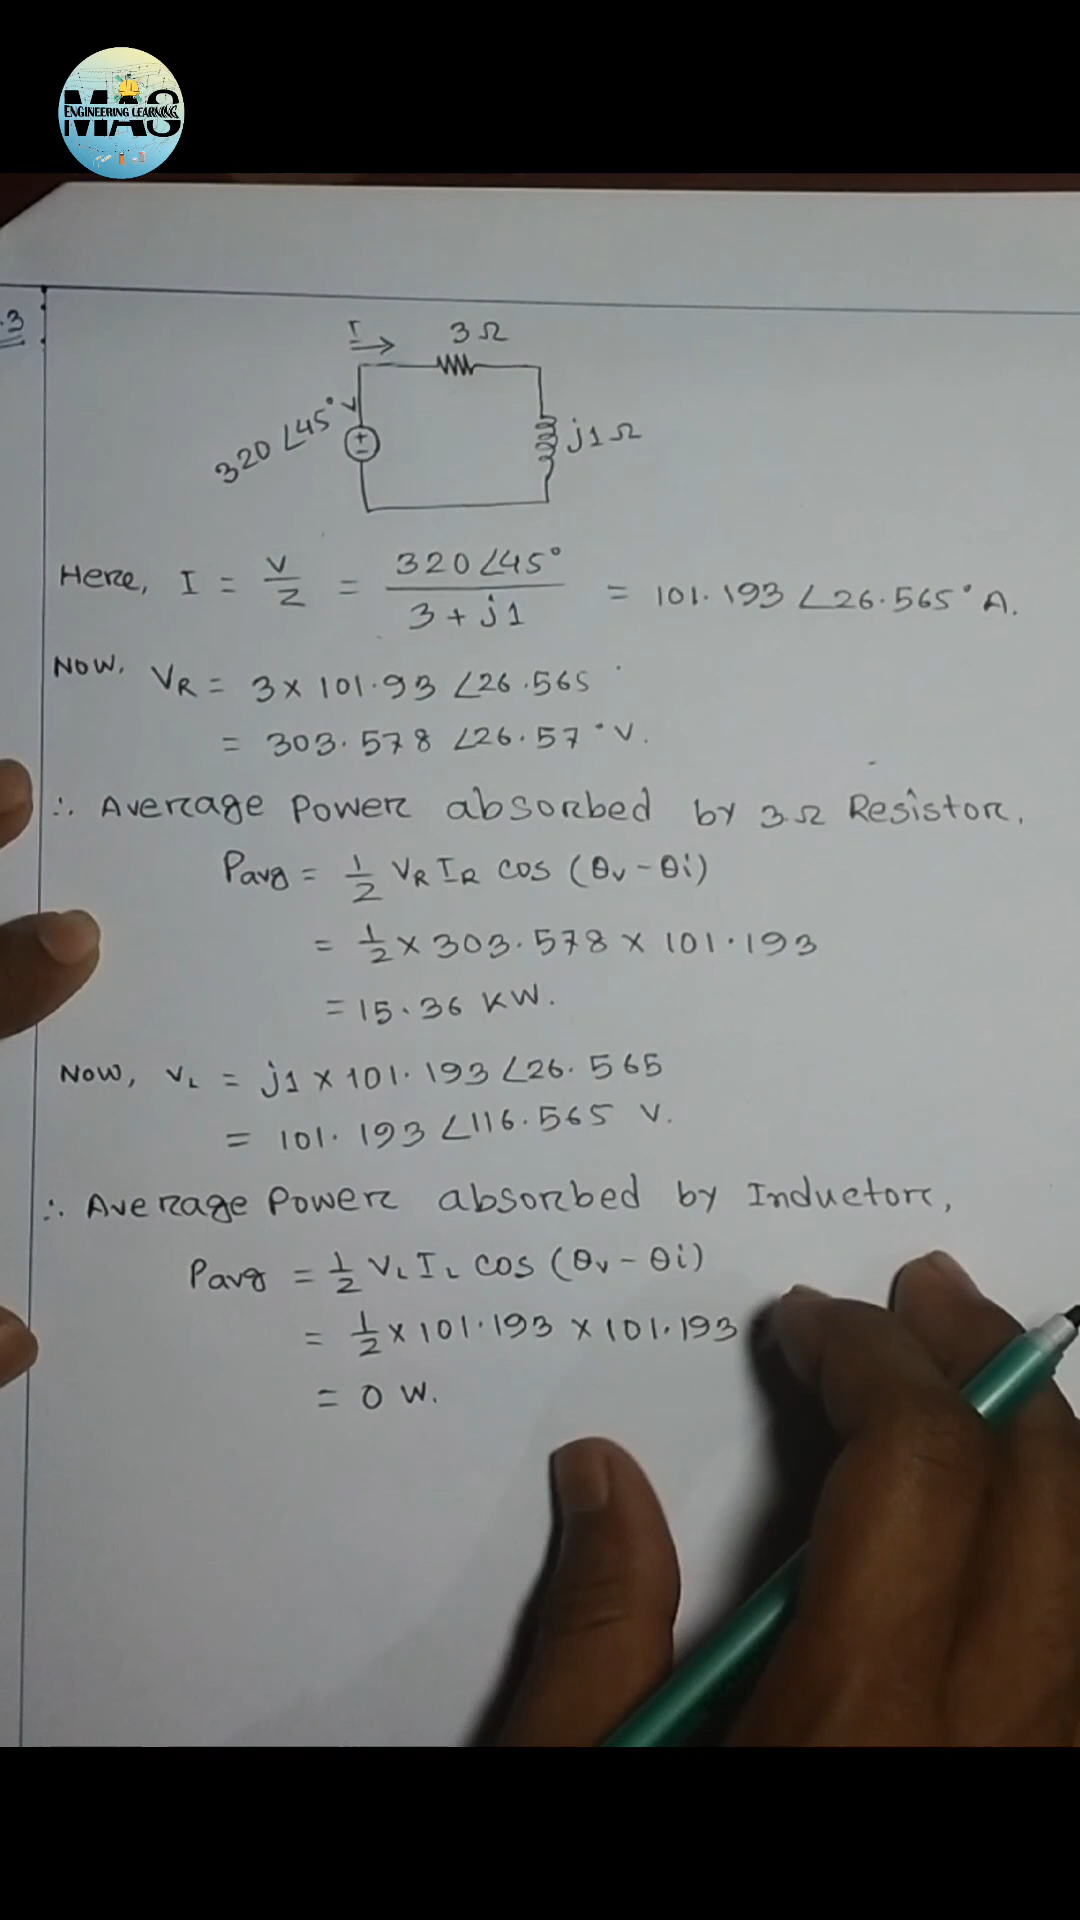 MAS
ENGINEERING LEARNING
.3
I
3Ω
320∠45° V
+
-
j1Ω
Here, I = V/Z = 320∠45° / 3+j1 = 101.193∠26.565° A.
Now, VR = 3 × 101.93 ∠26.565°
= 303.578 ∠26.57° V.
∴ Average Power absorbed by 3Ω Resistor,
Pavg = 1/2 VR IR cos (θv - θi)
= 1/2 × 303.578 × 101.193
= 15.36 KW.
Now, VL = j1 × 101.193∠26.565
= 101.193∠116.565 V.
∴ Average Power absorbed by Inductor,
Pavg = 1/2 VL IL cos (θv - θi)
= 1/2 × 101.193 × 101.193
= 0 W.